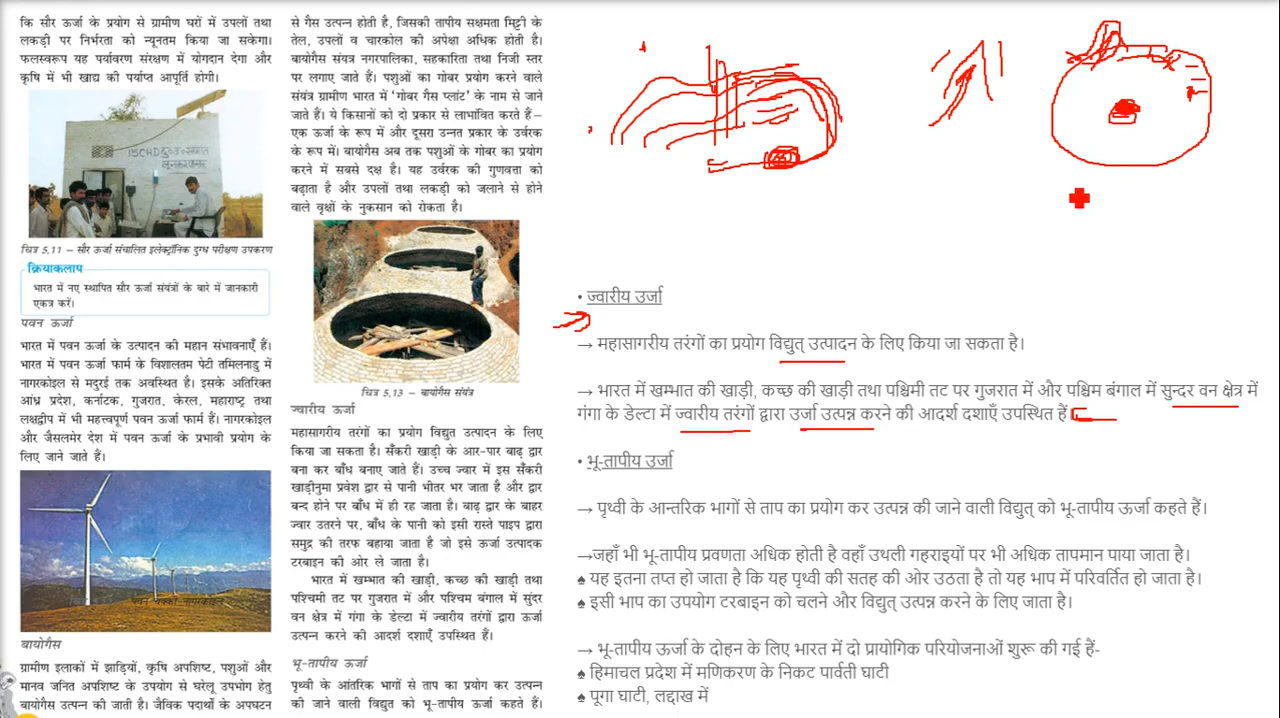 कि सौर ऊर्जा के प्रयोग से ग्रामीण घरों में उपलों तथा
लकड़ी पर निर्भरता को न्यूनतम किया जा सकेगा।
फलस्वरूप यह पर्यावरण संरक्षण में योगदान देगा और
कृषि में भी खाद्य की पर्याप्त आपूर्ति होगी।
चित्र 5.11 – सौर ऊर्जा संचालित इलेक्ट्रॉनिक दुग्ध परीक्षण उपकरण
क्रियाकलाप
भारत में नए स्थापित सौर ऊर्जा संयंत्रों के बारे में जानकारी
एकत्र करें।
पवन ऊर्जा
भारत में पवन ऊर्जा के उत्पादन की महान संभावनाएँ हैं।
भारत में पवन ऊर्जा फार्म के विशालतम पेटी तमिलनाडु में
नागरकोइल से मदुरई तक अवस्थित है। इसके अतिरिक्त
आंध्र प्रदेश, कर्नाटक, गुजरात, केरल, महाराष्ट्र तथा
लक्षद्वीप में भी महत्त्वपूर्ण पवन ऊर्जा फार्म हैं। नागरकोइल
और जैसलमेर देश में पवन ऊर्जा के प्रभावी प्रयोग के
लिए जाने जाते हैं।
बायोगैस
ग्रामीण इलाकों में झाड़ियों, कृषि अपशिष्ट, पशुओं और
मानव जनित अपशिष्ट के उपयोग से घरेलू उपभोग हेतु
बायोगैस उत्पन्न की जाती है। जैविक पदार्थों के अपघटन
से गैस उत्पन्न होती है, जिसकी तापीय सक्षमता मिट्टी के
तेल, उपलों व चारकोल की अपेक्षा अधिक होती है।
बायोगैस संयत्र नगरपालिका, सहकारिता तथा निजी स्तर
पर लगाए जाते हैं। पशुओं का गोबर प्रयोग करने वाले
संयंत्र ग्रामीण भारत में 'गोबर गैस प्लांट' के नाम से जाने
जाते हैं। ये किसानों को दो प्रकार से लाभांवित करते हैं–
एक ऊर्जा के रूप में और दूसरा उन्नत प्रकार के उर्वरक
के रूप में। बायोगैस अब तक पशुओं के गोबर का प्रयोग
करने में सबसे दक्ष है। यह उर्वरक की गुणवत्ता को
बढ़ाता है और उपलों तथा लकड़ी को जलाने से होने
वाले वृक्षों के नुकसान को रोकता है।
चित्र 5.13 – बायोगैस संयंत्र
ज्वारीय ऊर्जा
महासागरीय तरंगों का प्रयोग विद्युत उत्पादन के लिए
किया जा सकता है। सँकरी खाड़ी के आर-पार बाढ़ द्वार
बना कर बाँध बनाए जाते हैं। उच्च ज्वार में इस सँकरी
खाड़ीनुमा प्रवेश द्वार से पानी भीतर भर जाता है और द्वार
बन्द होने पर बाँध में ही रह जाता है। बाढ़ द्वार के बाहर
ज्वार उतरने पर, बाँध के पानी को इसी रास्ते पाइप द्वारा
समुद्र की तरफ बहाया जाता है जो इसे ऊर्जा उत्पादक
टरबाइन की ओर ले जाता है।
भारत में खम्भात की खाड़ी, कच्छ की खाड़ी तथा
पश्चिमी तट पर गुजरात में और पश्चिम बंगाल में सुंदर
वन क्षेत्र में गंगा के डेल्टा में ज्वारीय तरंगों द्वारा ऊर्जा
उत्पन्न करने की आदर्श दशाएँ उपस्थित हैं।
भू-तापीय ऊर्जा
पृथ्वी के आंतरिक भागों से ताप का प्रयोग कर उत्पन्न
की जाने वाली विद्युत को भू-तापीय ऊर्जा कहते हैं।
• ज्वारीय उर्जा
→ महासागरीय तरंगों का प्रयोग विद्युत् उत्पादन के लिए किया जा सकता है।
→ भारत में खम्भात की खाड़ी, कच्छ की खाड़ी तथा पश्चिमी तट पर गुजरात में और पश्चिम बंगाल में सुन्दर वन क्षेत्र में
गंगा के डेल्टा में ज्वारीय तरंगों द्वारा उर्जा उत्पन्न करने की आदर्श दशाएँ उपस्थित हैं।
• भू-तापीय उर्जा
→ पृथ्वी के आन्तरिक भागों से ताप का प्रयोग कर उत्पन्न की जाने वाली विद्युत् को भू-तापीय ऊर्जा कहते हैं।
→जहाँ भी भू-तापीय प्रवणता अधिक होती है वहाँ उथली गहराइयों पर भी अधिक तापमान पाया जाता है।
♠ यह इतना तप्त हो जाता है कि यह पृथ्वी की सतह की ओर उठता है तो यह भाप में परिवर्तित हो जाता है।
♠ इसी भाप का उपयोग टरबाइन को चलने और विद्युत् उत्पन्न करने के लिए जाता है।
→ भू-तापीय ऊर्जा के दोहन के लिए भारत में दो प्रायोगिक परियोजनाओं शुरू की गई हैं-
♠ हिमाचल प्रदेश में मणिकरण के निकट पार्वती घाटी
♠ पूगा घाटी, लद्दाख में